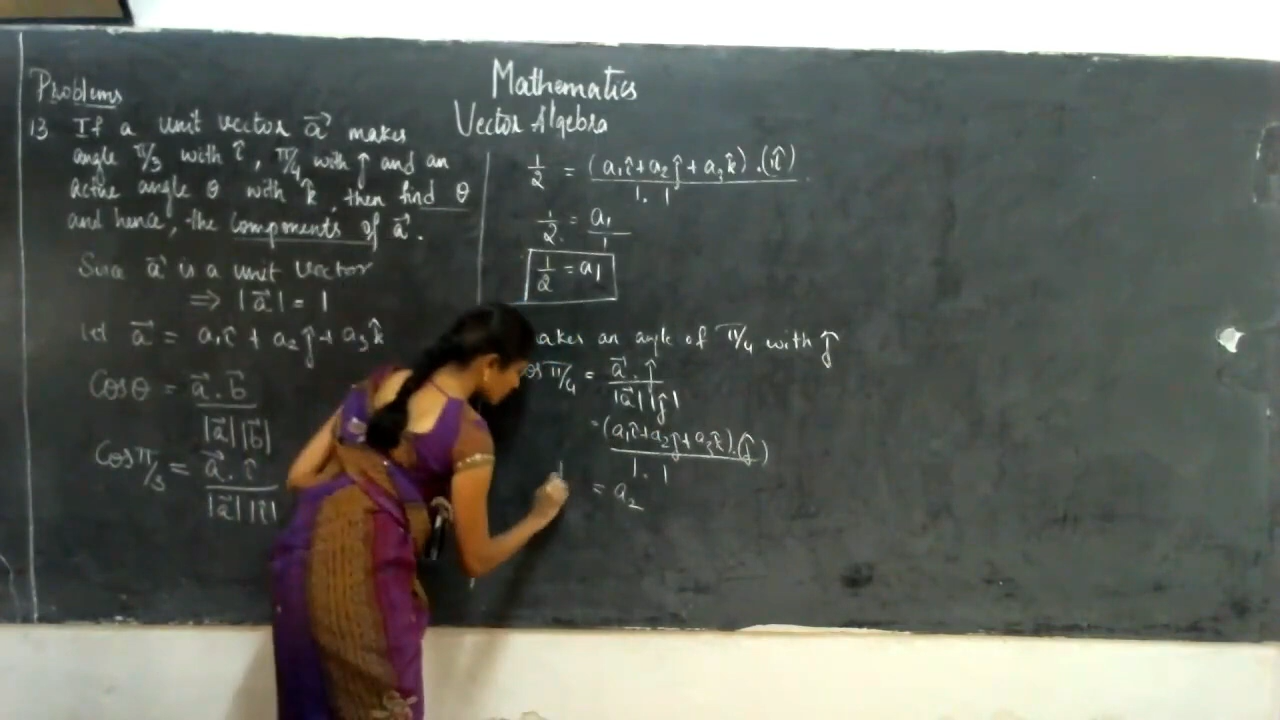 Mathematics
Vector Algebra
Problems
13 If a unit vector a⃗ makes
angle π/3 with î, π/4 with ĵ and an
acute angle θ with k̂, then find θ
and hence, the components of a⃗.
Since a⃗ is a unit vector
⇒ |a⃗| = 1
Let a⃗ = a₁î + a₂ĵ + a₃k̂
Cosθ = a⃗ . b⃗ / |a⃗| |b⃗|
Cos π/3 = a⃗ . î / |a⃗| |î|
1/2 = (a₁î + a₂ĵ + a₃k̂) . (î) / 1 . 1
1/2 = a₁ / 1
1/2 = a₁
makes an angle of π/4 with ĵ
cos π/4 = a⃗ . ĵ / |a⃗| |ĵ|
= (a₁î + a₂ĵ + a₃k̂) . (ĵ) / 1 . 1
1 = a₂